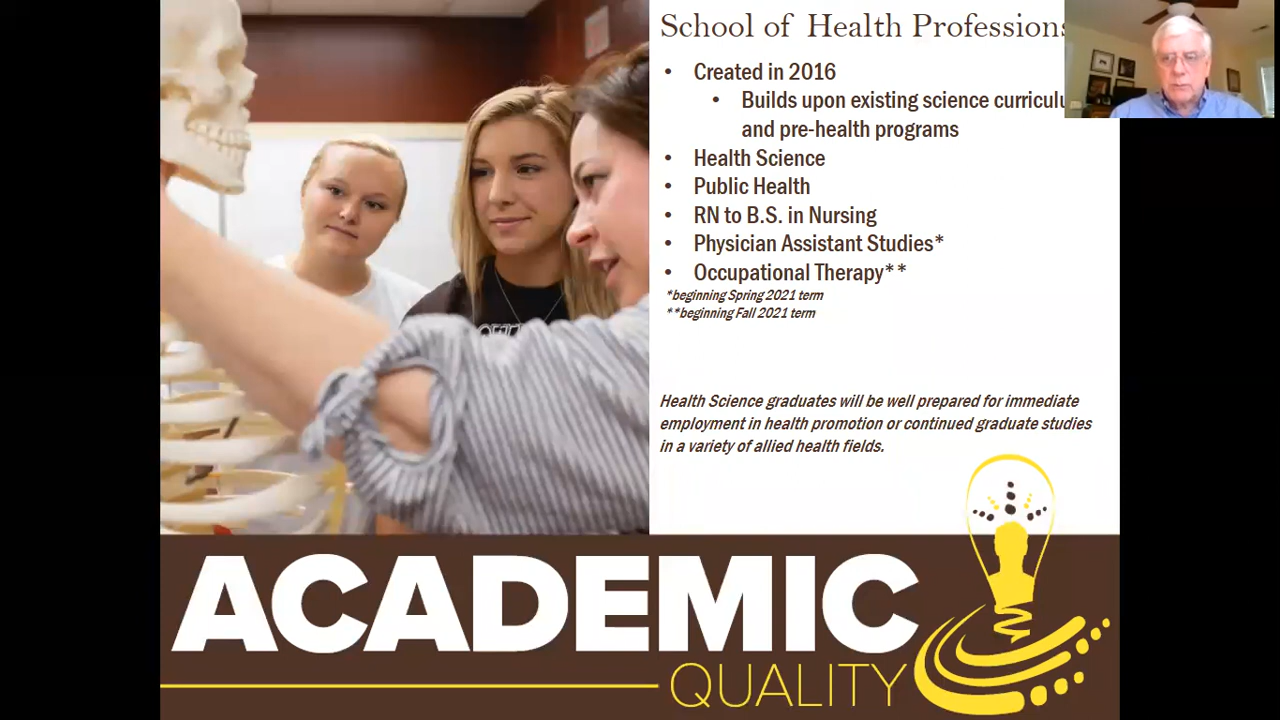 School of Health Professions
• Created in 2016
• Builds upon existing science
and pre-health programs
• Health Science
• Public Health
• RN to B.S. in Nursing
• Physician Assistant Studies*
• Occupational Therapy**
*beginning Spring 2021 term
**beginning Fall 2021 term
Health Science graduates will be well prepared for immediate
employment in health promotion or continued graduate studies
in a variety of allied health fields.
ACADEMIC
QUALITY